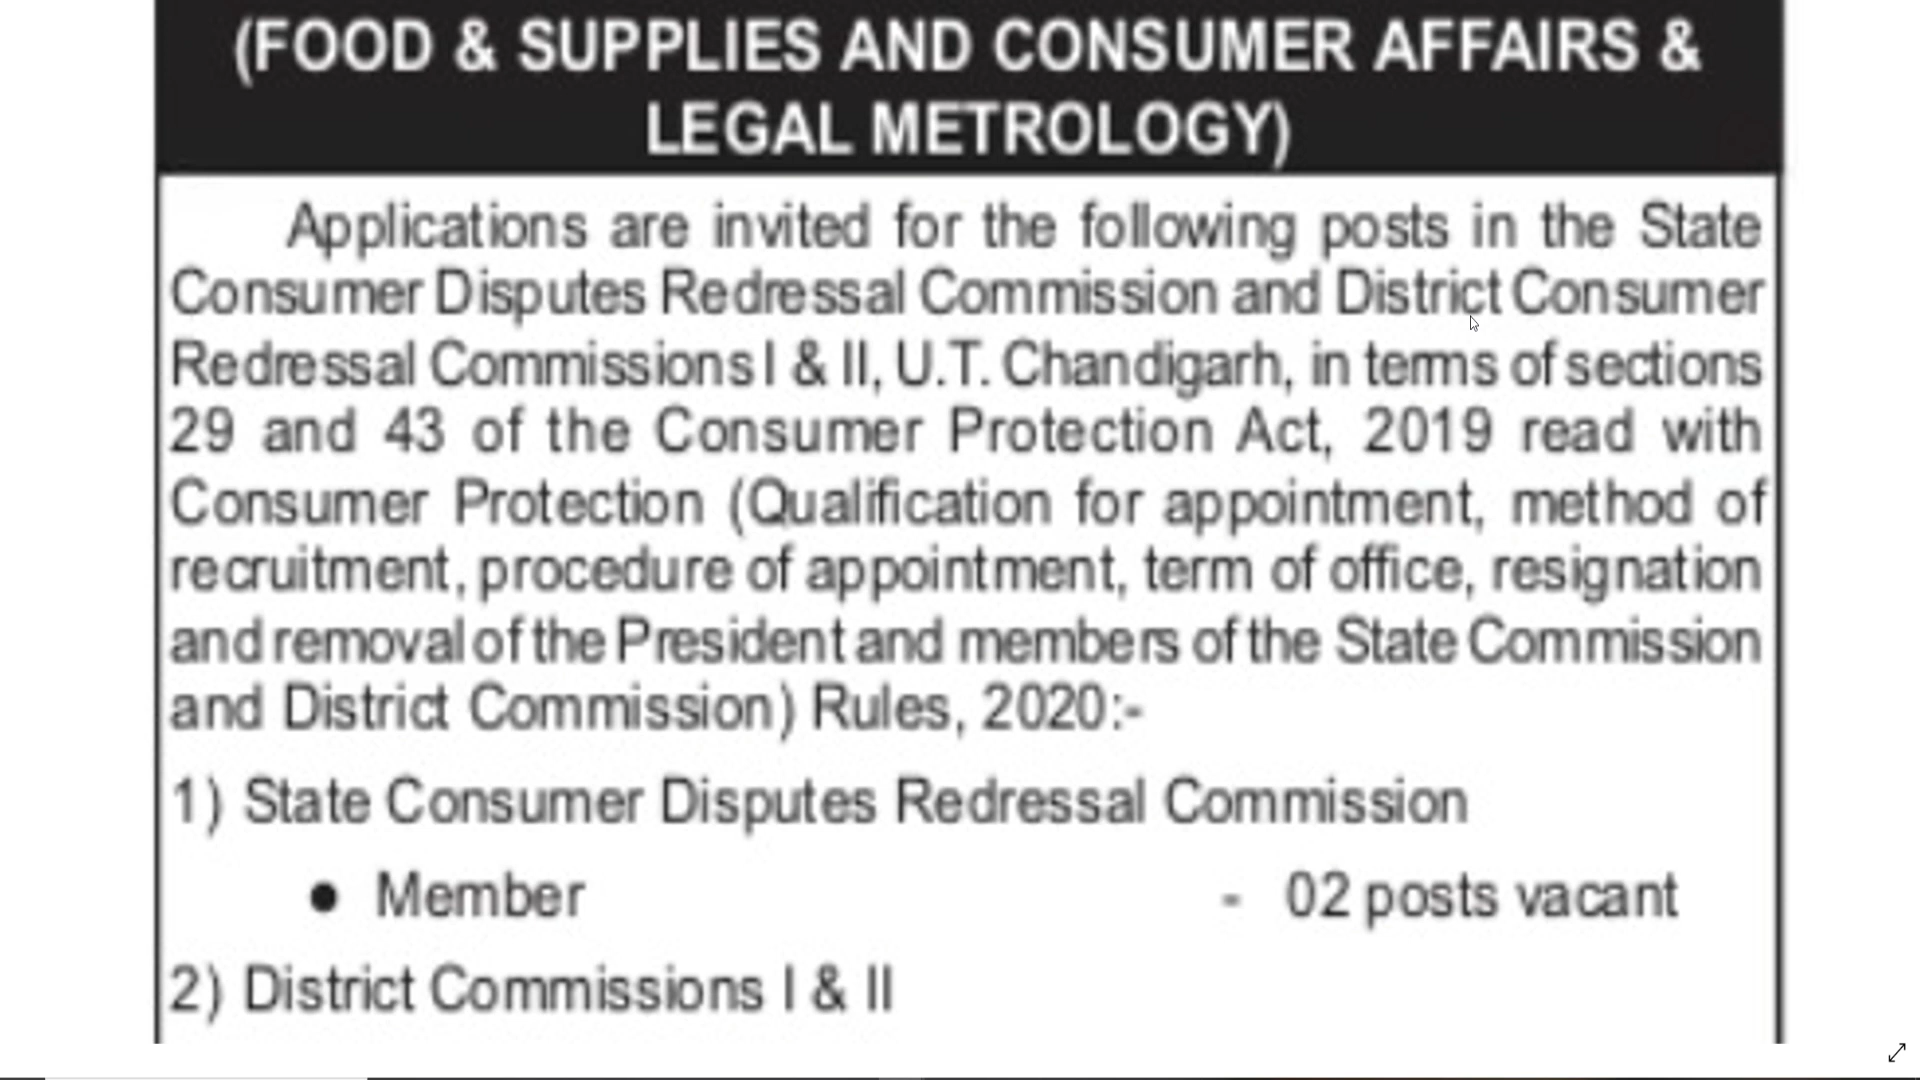 (FOOD & SUPPLIES AND CONSUMER AFFAIRS &
LEGAL METROLOGY)
Applications are invited for the following posts in the State
Consumer Disputes Redressal Commission and District Consumer
Redressal Commissions I & II, U.T. Chandigarh, in terms of sections
29 and 43 of the Consumer Protection Act, 2019 read with
Consumer Protection (Qualification for appointment, method of
recruitment, procedure of appointment, term of office, resignation
and removal of the President and members of the State Commission
and District Commission) Rules, 2020:-
1) State Consumer Disputes Redressal Commission
● Member - 02 posts vacant
2) District Commissions I & II